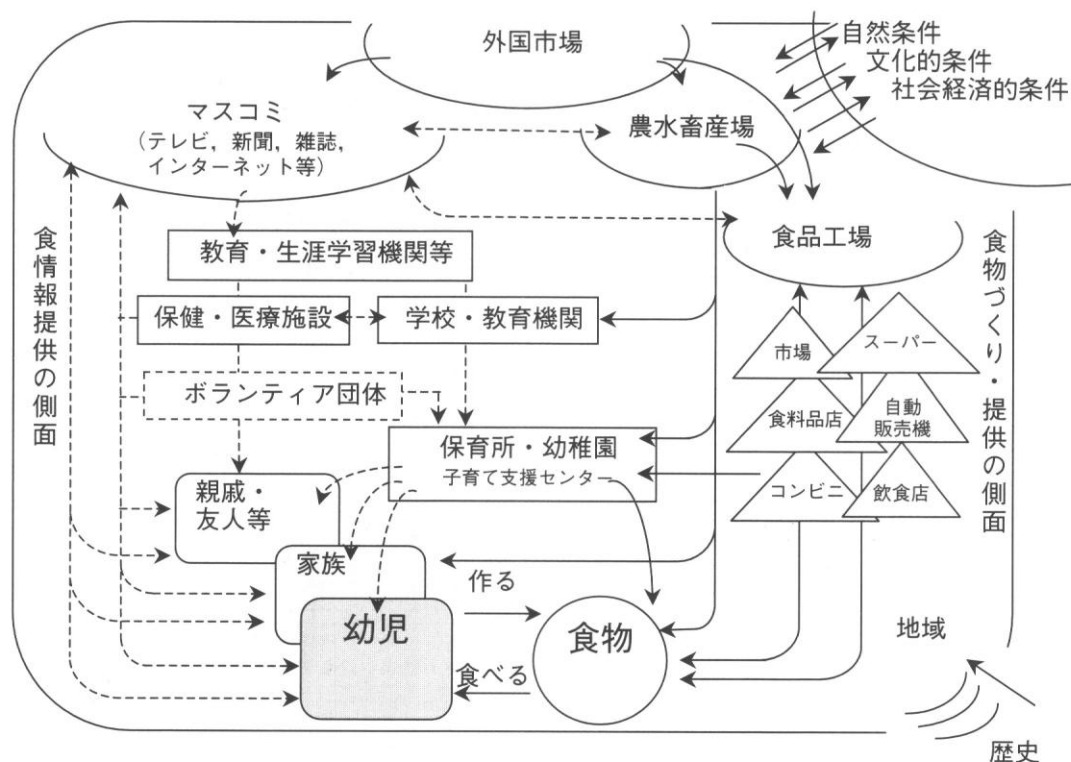 外国市場
自然条件
文化的条件
社会経済的条件
マスコミ
(テレビ，新聞，雑誌，
インターネット等)
農水畜産場
食情報提供の側面
教育・生涯学習機関等
食品工場
食物づくり・提供の側面
保健・医療施設
学校・教育機関
市場
スーパー
ボランティア団体
食料品店
自動
販売機
保育所・幼稚園
子育て支援センター
コンビニ
飲食店
親戚・
友人等
家族
作る
幼児
食物
地域
食べる
歴史